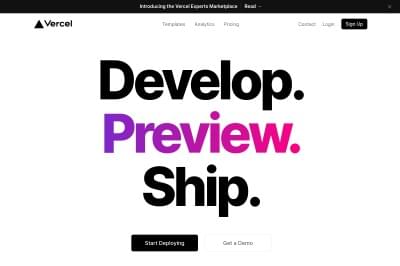 Introducing the Vercel Experts Marketplace Read →
Vercel
Templates Analytics Pricing
Contact Login Sign Up
Develop.
Preview.
Ship.
Start Deploying Get a Demo